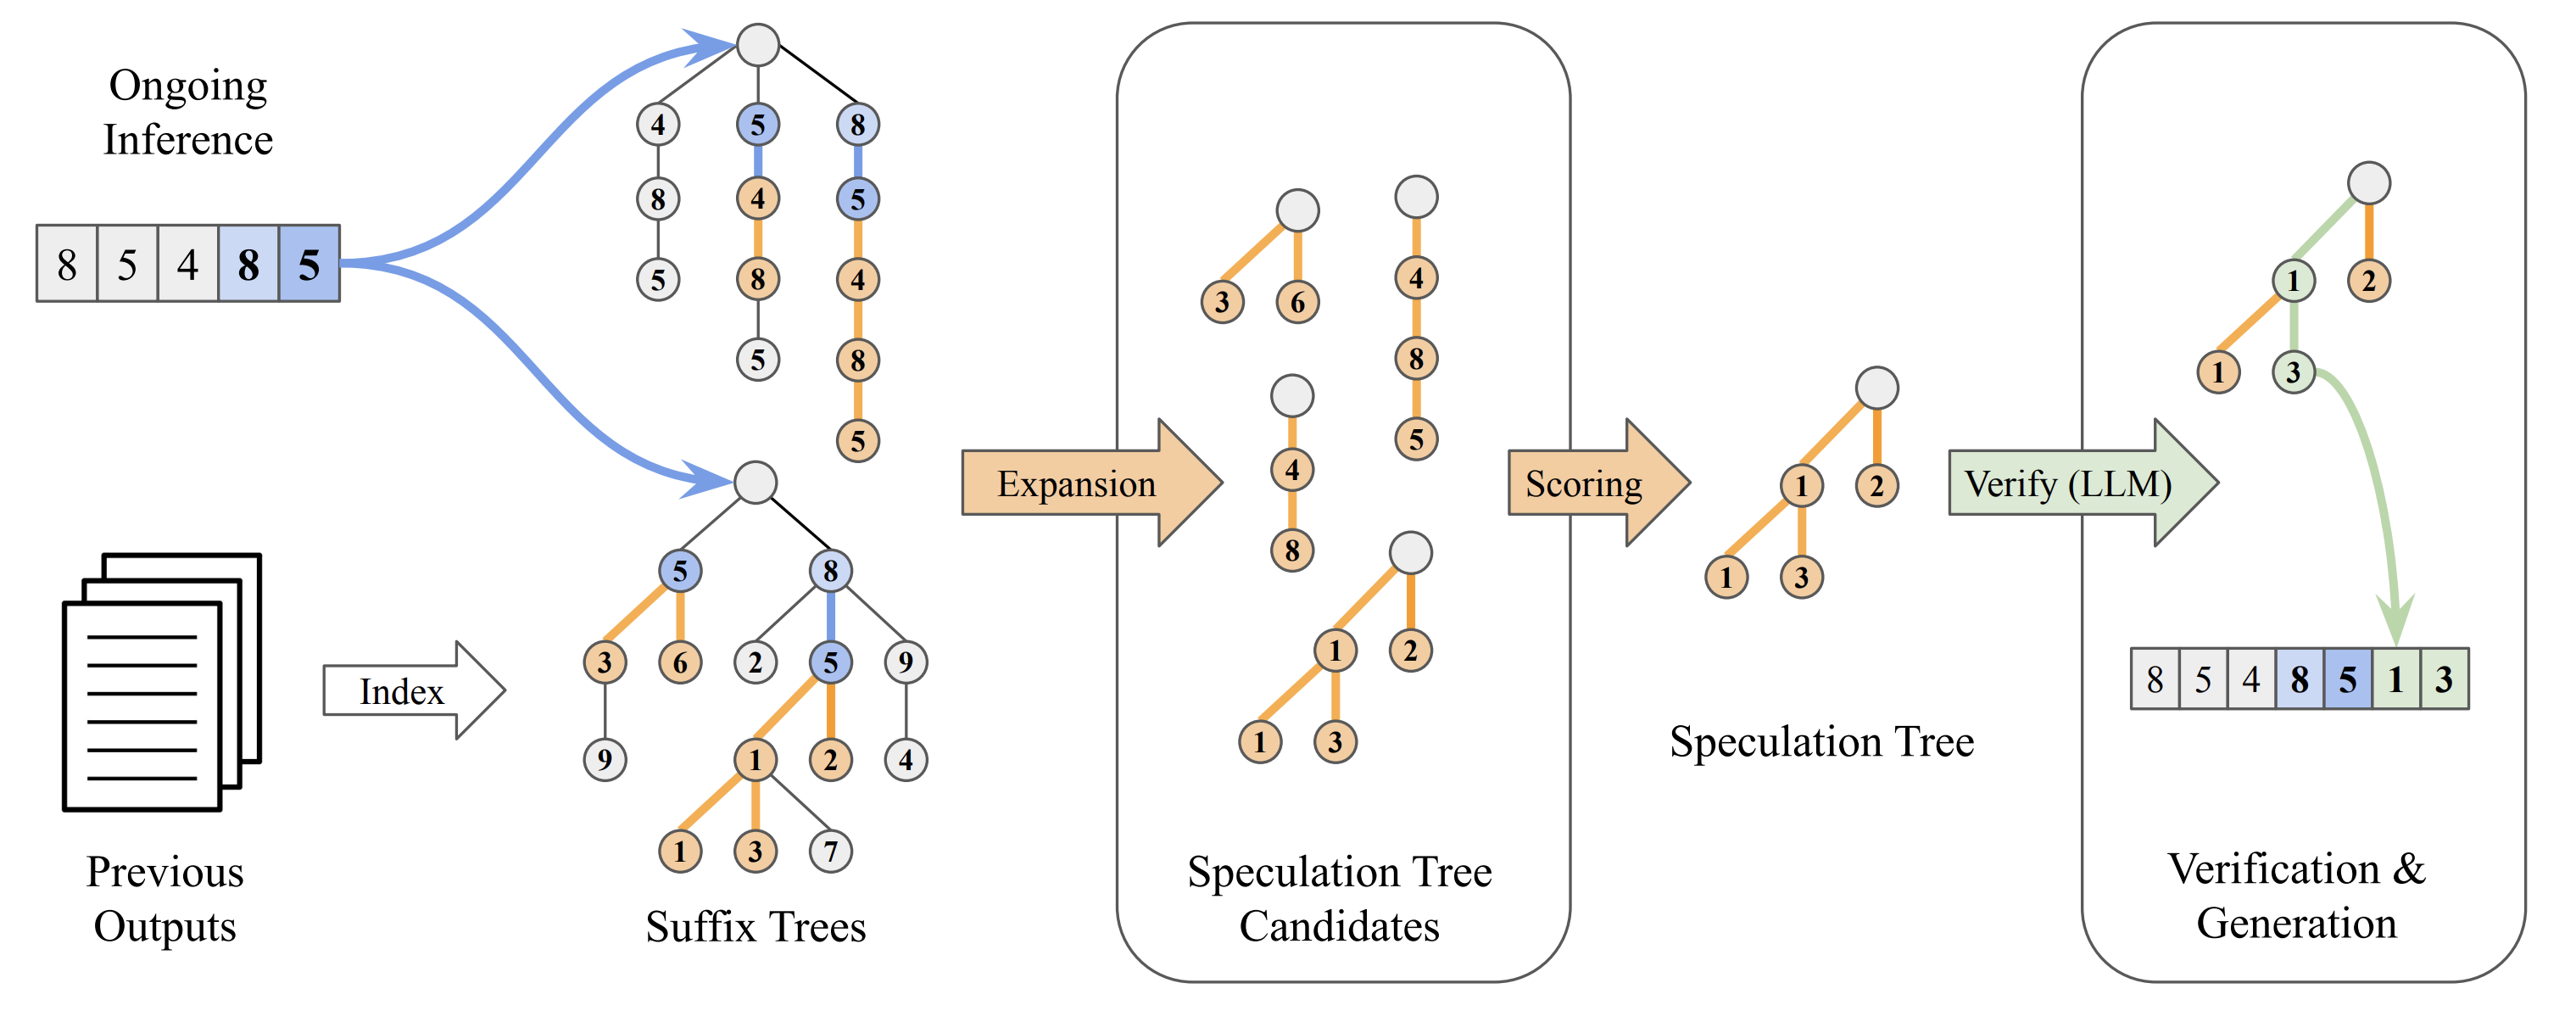 Ongoing
Inference
8 5 4 8 5
4 5 8
8 4 5
5 8 4
5 8
5
5 8
3 6 2 5 9
9 1 2 4
1 3 7
Previous
Outputs
Index
Suffix Trees
Expansion
3 6
4
8
5
4
8
1 2
1 3
Speculation Tree
Candidates
Scoring
1 2
1 3
Speculation Tree
Verify (LLM)
1 2
1 3
8 5 4 8 5 1 3
Verification &
Generation